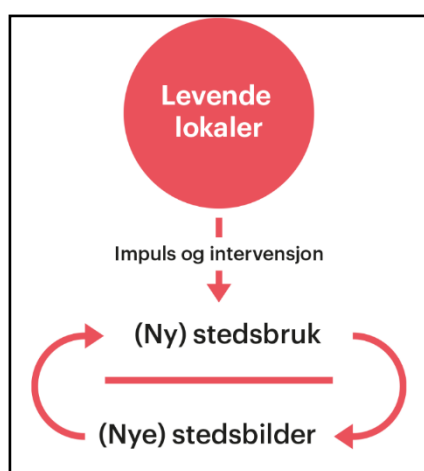 Levende
lokaler
Impuls og intervensjon
(Ny) stedsbruk
(Nye) stedsbilder